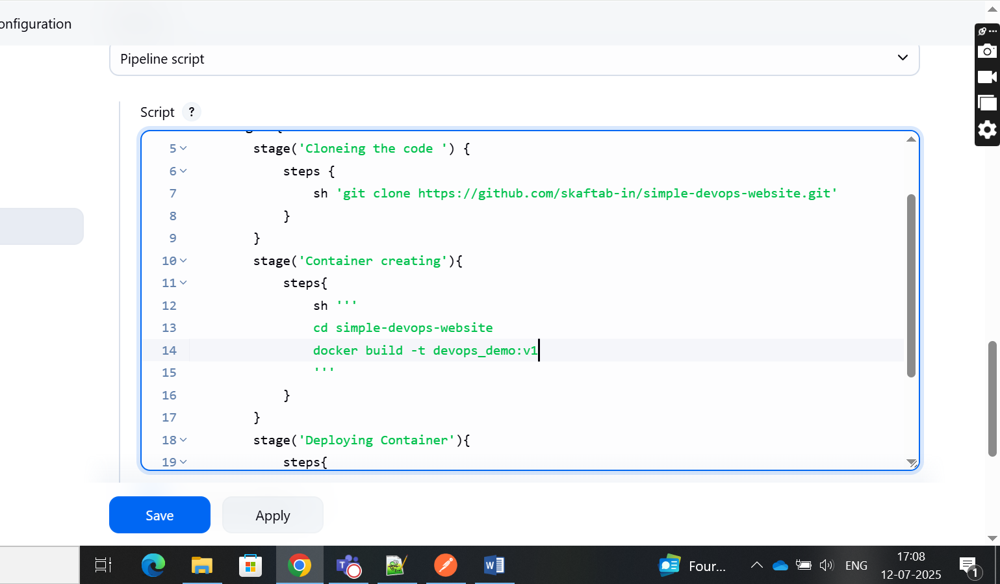 onfiguration
Pipeline script
Script ?
5 stage('Cloneing the code ') {
6 steps {
7 sh 'git clone https://github.com/skaftab-in/simple-devops-website.git'
8 }
9 }
10 stage('Container creating'){
11 steps{
12 sh '''
13 cd simple-devops-website
14 docker build -t devops_demo:v1
15 '''
16 }
17 }
18 stage('Deploying Container'){
19 steps{
Save Apply
Four... ENG 17:08
12-07-2025
1